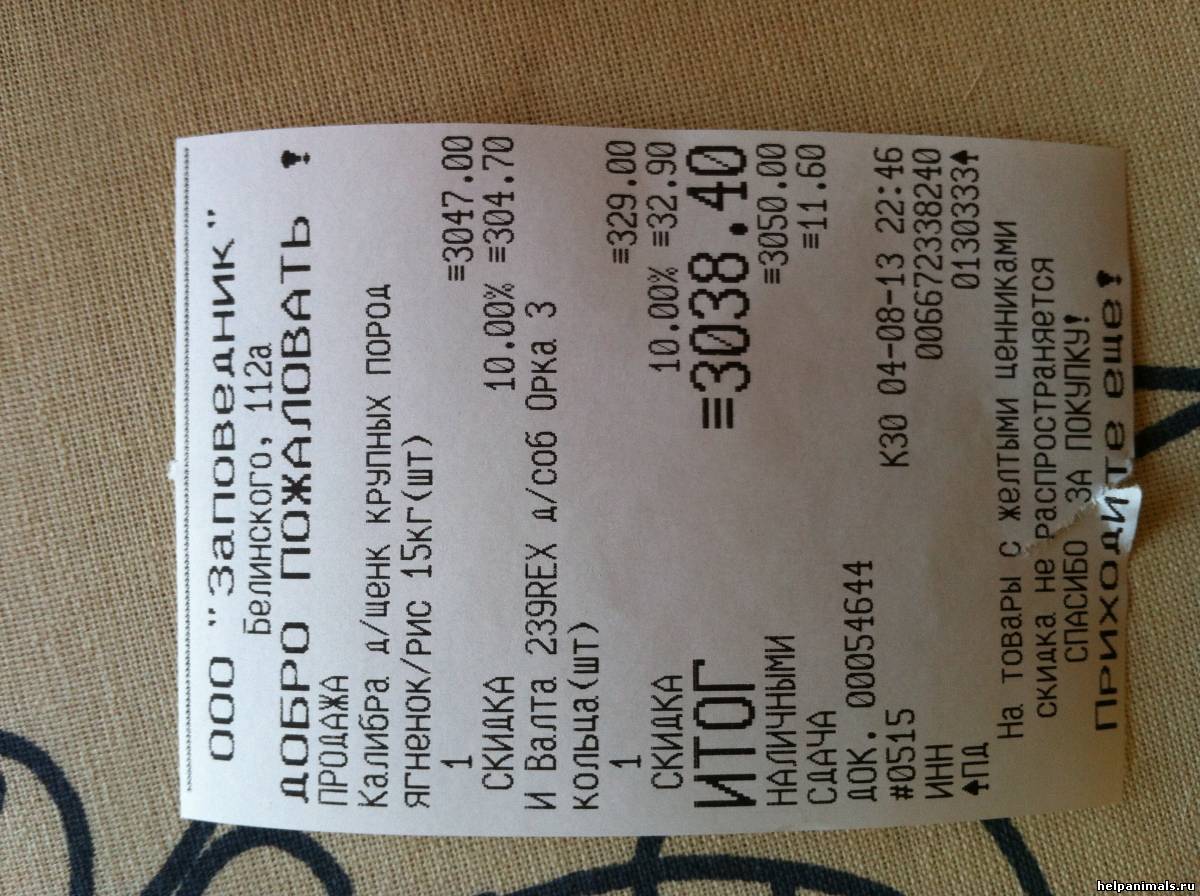 ООО "Заповедник"
Белинского, 112а
ДОБРО ПОЖАЛОВАТЬ !
ПРОДАЖА
Калибра д/щенк КРУПНЫХ ПОРОД
ЯГНЕНОК/РИС 15КГ(ШТ)
1 ≡3047.00
СКИДКА 10.00% ≡304.70
И Валта 239REX д/соб ОРКА 3
кольца(ШТ)
1 ≡329.00
СКИДКА 10.00% ≡32.90
ИТОГ ≡3038.40
НАЛИЧНЫМИ ≡3050.00
СДАЧА ≡11.60
ДОК. 00054644
#0515 К30 04-08-13 22:46
ИНН 006672338240
↑ПД 01303333↑
На товары с желтыми ценниками
скидка не РАСПРОСТРАНЯЕТСЯ
СПАСИБО ЗА ПОКУПКУ!
Приходите еще!
helpanimals.ru